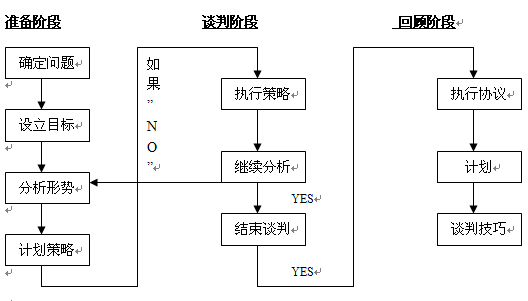 准备阶段
谈判阶段
回顾阶段
确定问题
设立目标
分析形势
计划策略
如
果
”
N
O
”
执行策略
继续分析
YES
结束谈判
YES
执行协议
计划
谈判技巧